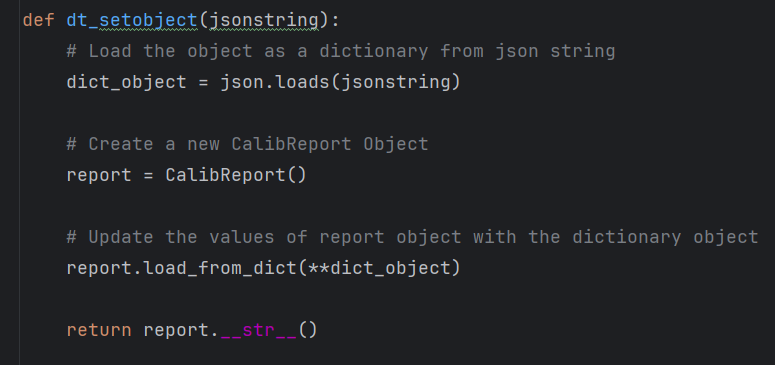 def dt_setobject(jsonstring):
    # Load the object as a dictionary from json string
    dict_object = json.loads(jsonstring)
    # Create a new CalibReport Object
    report = CalibReport()
    # Update the values of report object with the dictionary object
    report.load_from_dict(**dict_object)
    return report.__str__()